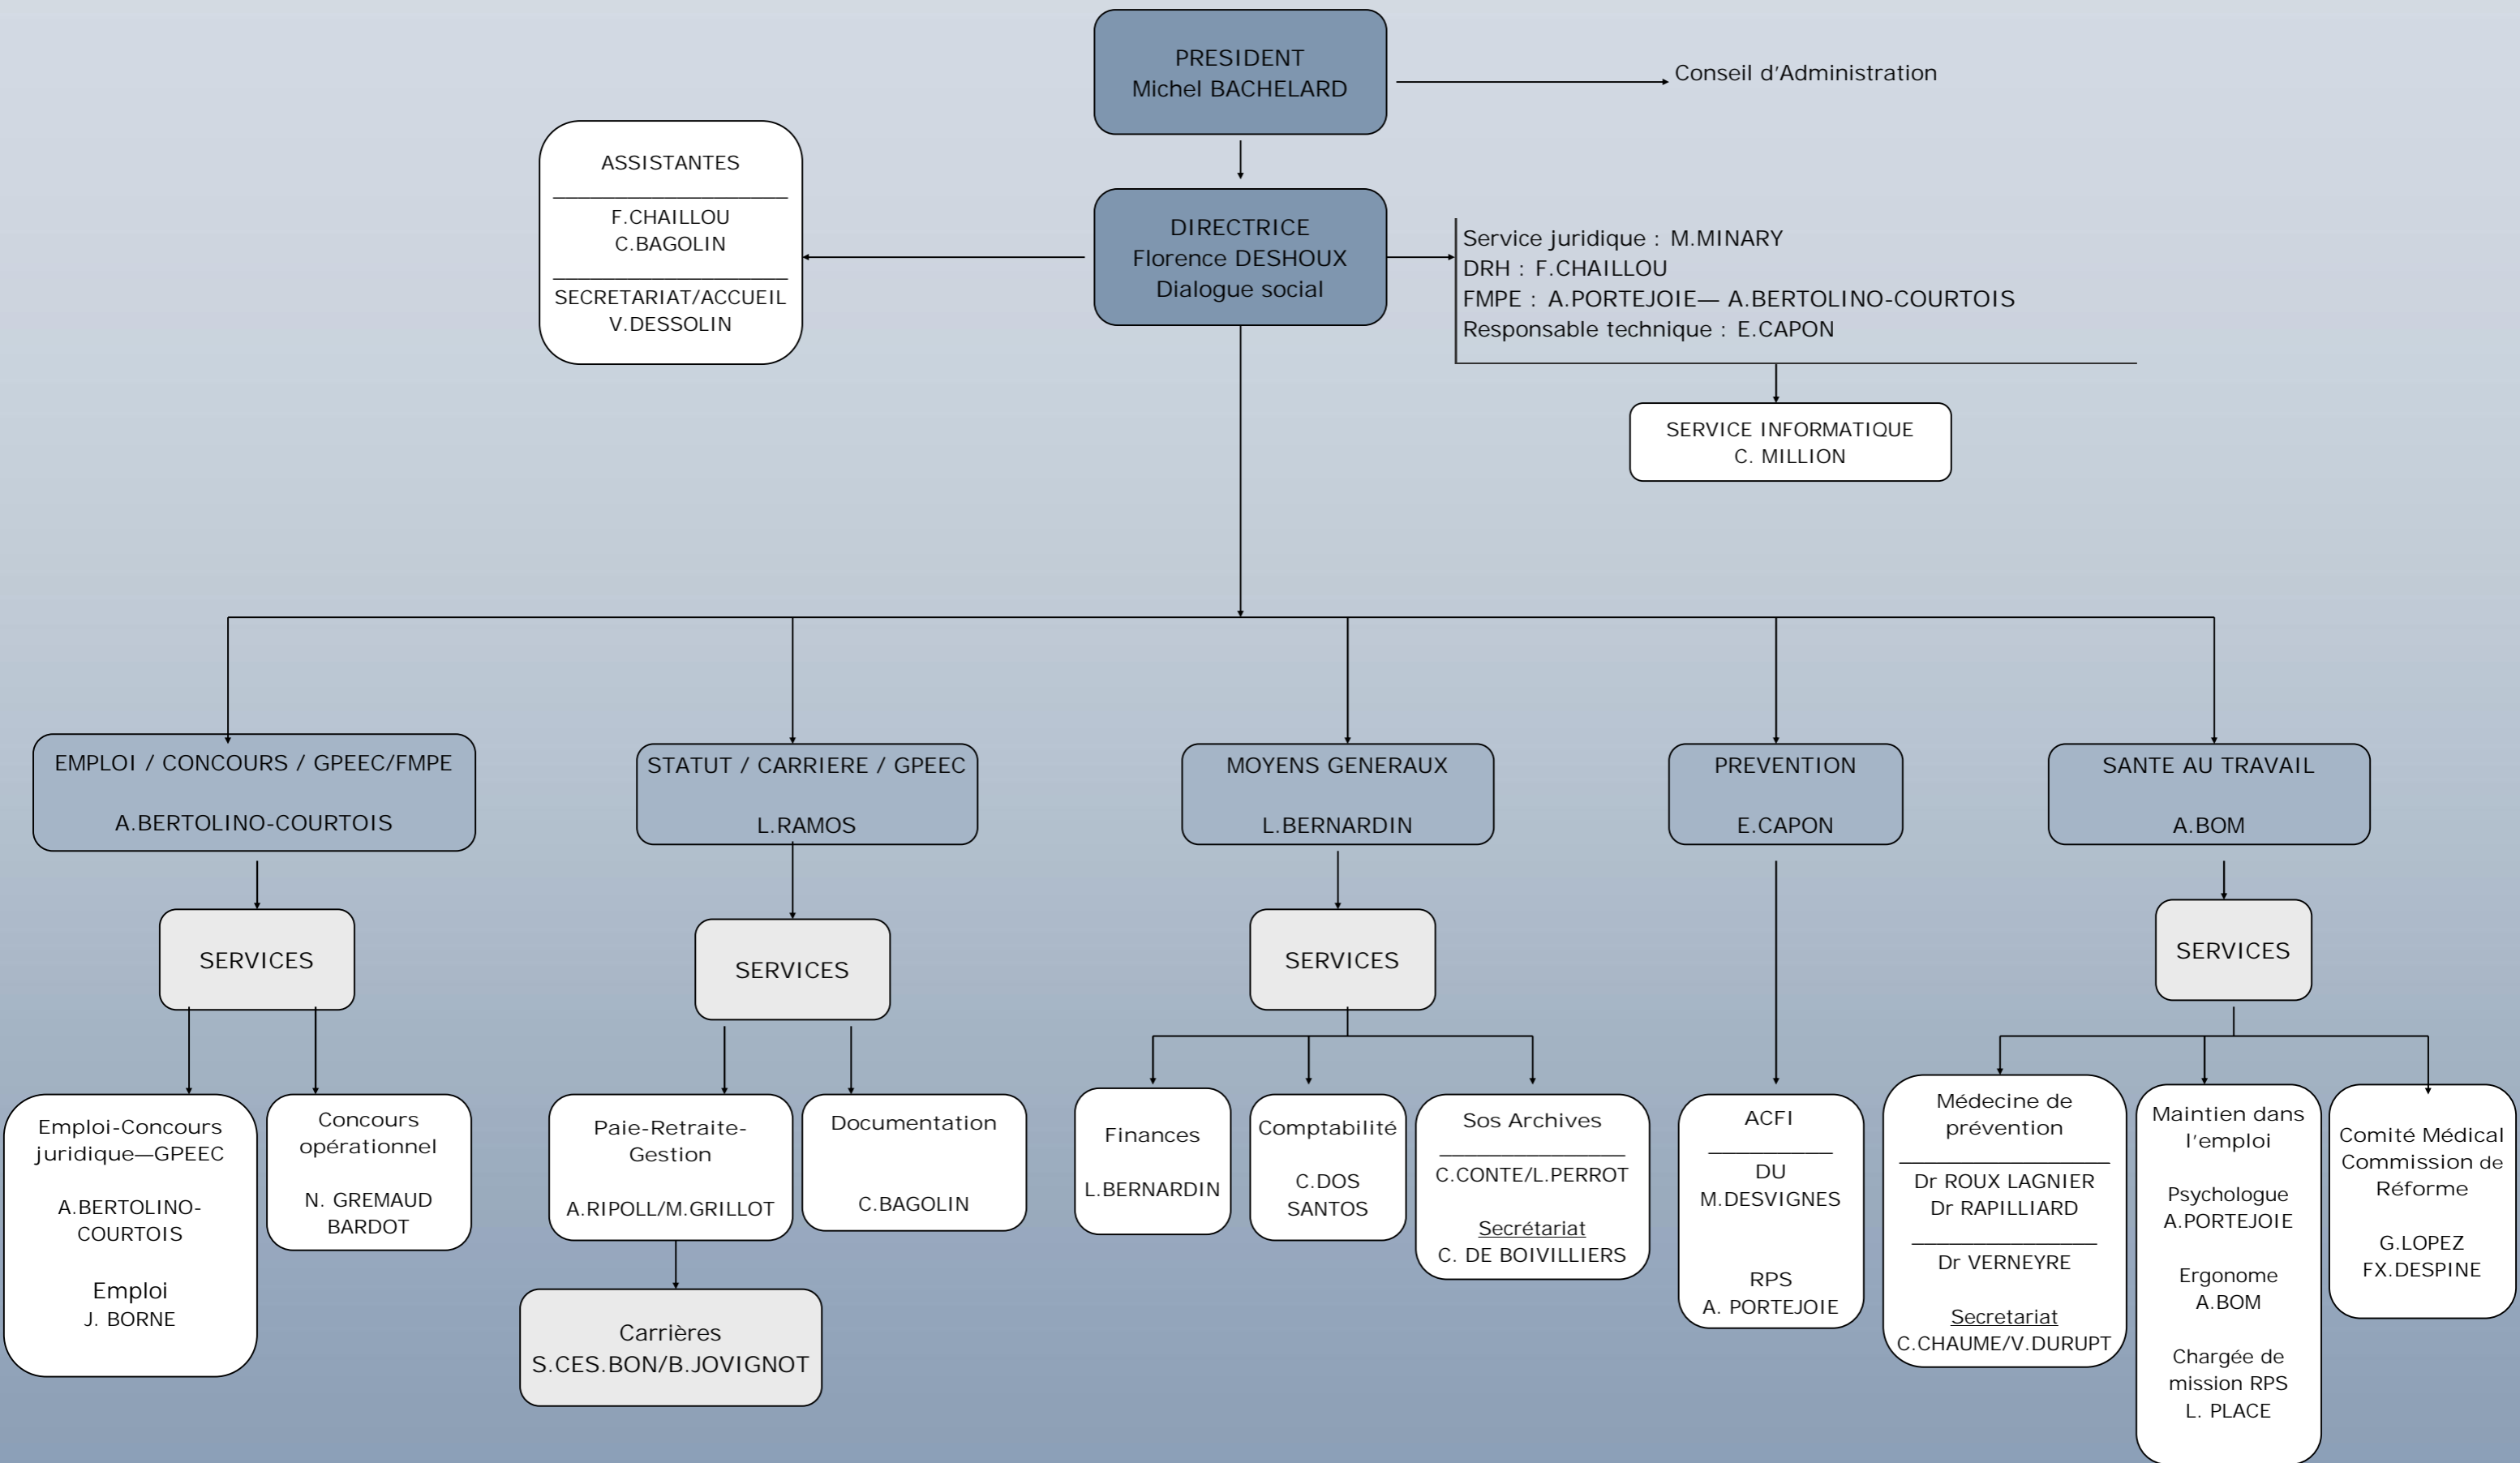 PRESIDENT
Michel BACHELARD
Conseil d'Administration
ASSISTANTES
F.CHAILLOU
C.BAGOLIN
SECRETARIAT/ACCUEIL
V.DESSOLIN
DIRECTRICE
Florence DESHOUX
Dialogue social
Service juridique : M.MINARY
DRH : F.CHAILLOU
FMPE : A.PORTEJOIE— A.BERTOLINO-COURTOIS
Responsable technique : E.CAPON
SERVICE INFORMATIQUE
C. MILLION
EMPLOI / CONCOURS / GPEEC/FMPE
A.BERTOLINO-COURTOIS
STATUT / CARRIERE / GPEEC
L.RAMOS
MOYENS GENERAUX
L.BERNARDIN
PREVENTION
E.CAPON
SANTE AU TRAVAIL
A.BOM
SERVICES
SERVICES
SERVICES
SERVICES
Emploi-Concours
juridique—GPEEC
A.BERTOLINO-
COURTOIS
Emploi
J. BORNE
Concours
opérationnel
N. GREMAUD
BARDOT
Paie-Retraite-
Gestion
A.RIPOLL/M.GRILLOT
Carrières
S.CES.BON/B.JOVIGNOT
Documentation
C.BAGOLIN
Finances
L.BERNARDIN
Comptabilité
C.DOS
SANTOS
Sos Archives
C.CONTE/L.PERROT
Secrétariat
C. DE BOIVILLIERS
ACFI
DU
M.DESVIGNES
RPS
A. PORTEJOIE
Médecine de
prévention
Dr ROUX LAGNIER
Dr RAPILLIARD
Dr VERNEYRE
Secretariat
C.CHAUME/V.DURUPT
Maintien dans
l'emploi
Psychologue
A.PORTEJOIE
Ergonome
A.BOM
Chargée de
mission RPS
L. PLACE
Comité Médical
Commission de
Réforme
G.LOPEZ
FX.DESPINE